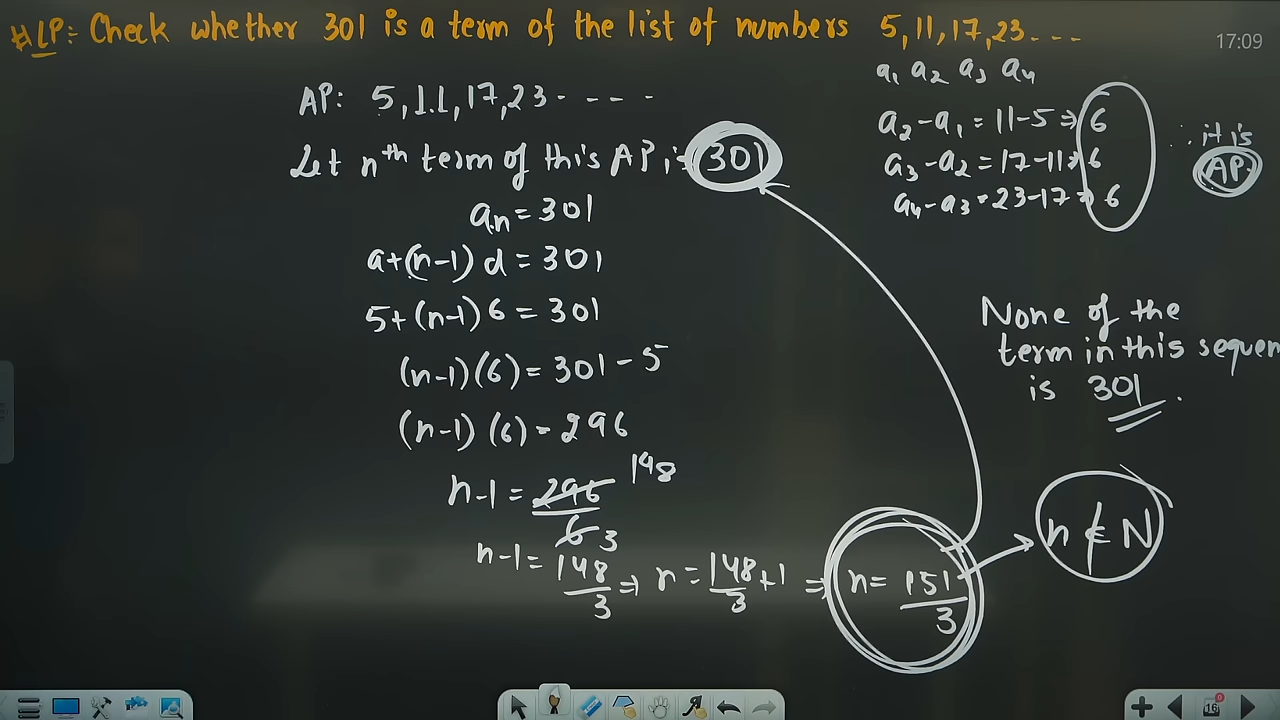 #LP:- Check whether 301 is a term of the list of numbers 5, 11, 17, 23 - - -
17:09
a₁ a₂ a₃ a₄
AP: 5, 11, 17, 23 - - - -
a₂-a₁ = 11-5 ⇒ 6
Let nᵗʰ term of this AP is 301
a₃-a₂ = 17-11 ⇒ 6
∴ it is
AP.
a₄-a₃ = 23-17 ⇒ 6
aₙ = 301
a+(n-1) d = 301
5+(n-1) 6 = 301
None of the
term in this sequen
is 301.
(n-1)(6) = 301-5
(n-1) (6) = 296
n-1 = 296/6 148 3
n-1 = 148/3 ⇒ n = 148/3 +1 ⇒ n = 151/3
n ∉ N
16